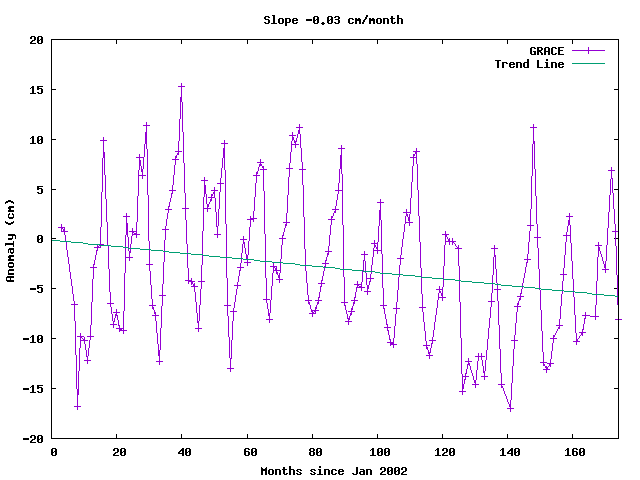 Slope -0.03 cm/month
GRACE
Trend Line
20
15
10
5
0
-5
-10
-15
-20
Anomaly (cm)
0 20 40 60 80 100 120 140 160
Months since Jan 2002